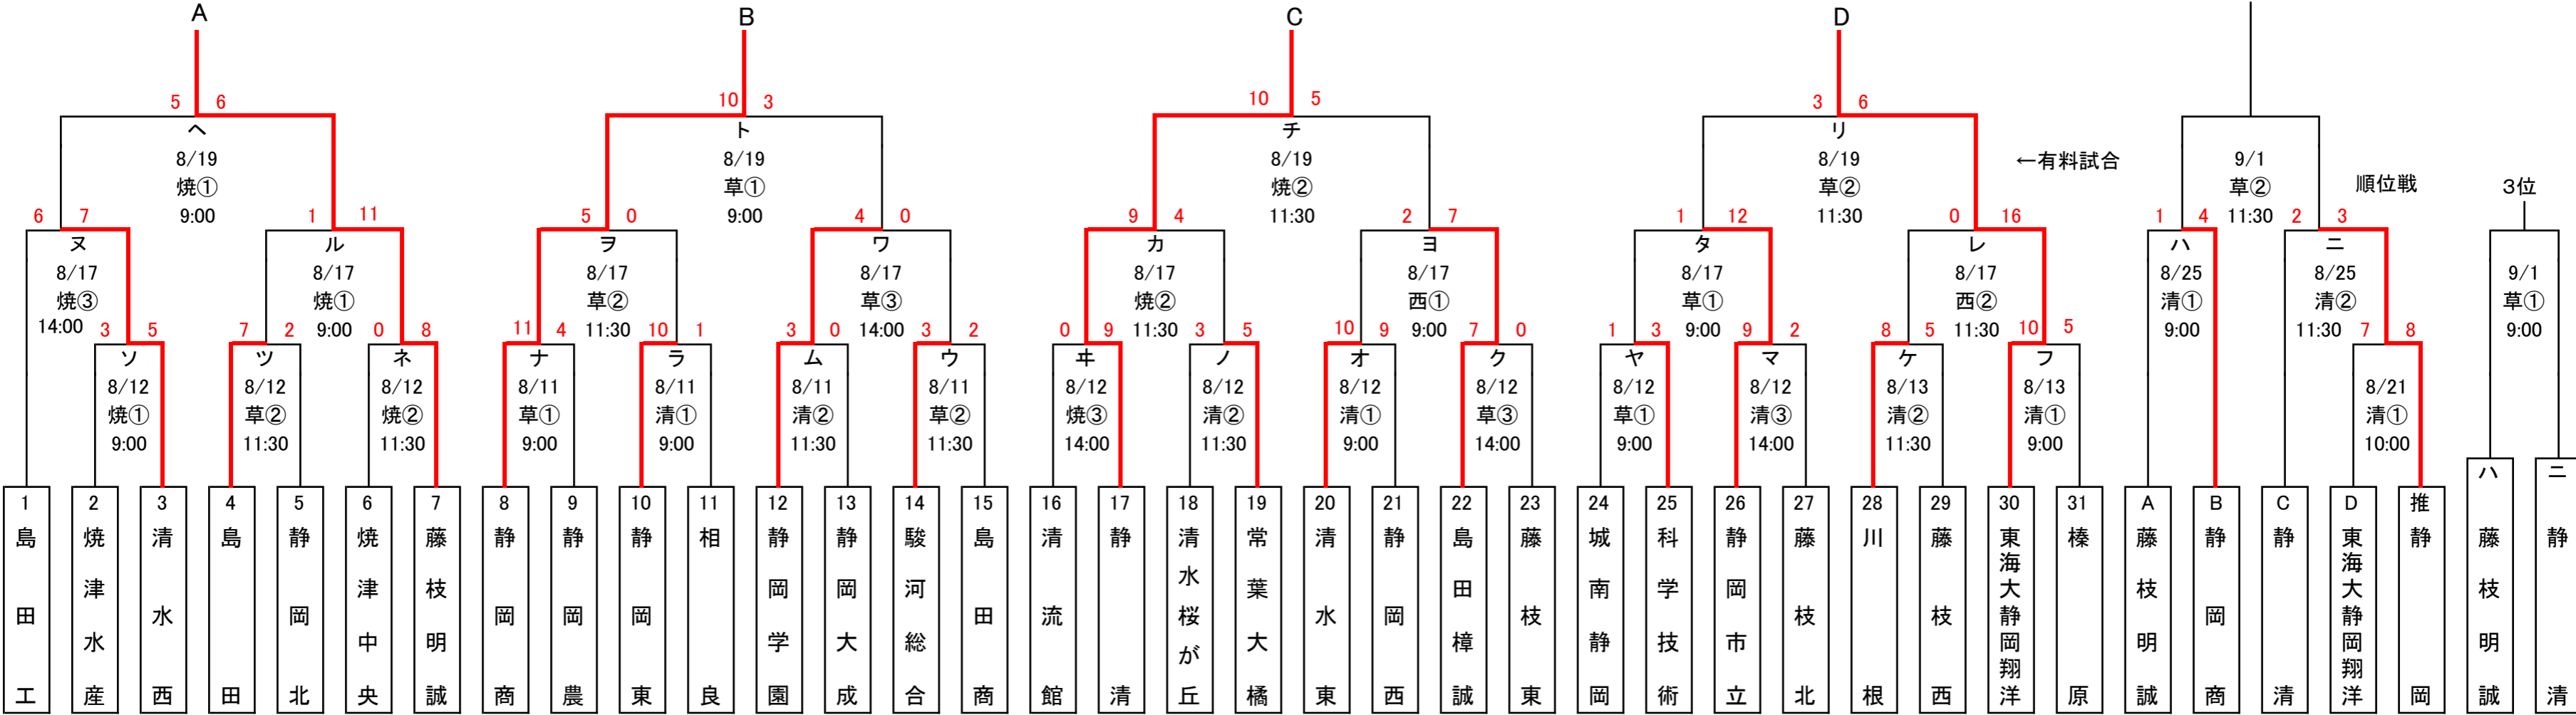 A B C D
5 6 10 3 10 5 3 6
ヘ ト チ リ
8/19 8/19 8/19 8/19 ←有料試合 9/1
焼① 草① 焼② 草② 草② 順位戦 3位
9:00 9:00 11:30 11:30 11:30
6 7 1 11 5 0 4 0 9 4 2 7 1 12 0 16 1 4 2 3
ヌ ル ヲ ワ カ ヨ タ レ ハ ニ
8/17 8/17 8/17 8/17 8/17 8/17 8/17 8/17 8/25 8/25 9/1
焼③ 焼① 草② 草③ 焼② 西① 草① 西② 清① 清② 草①
14:00 9:00 11:30 14:00 11:30 9:00 9:00 11:30 9:00 11:30 9:00
3 5 7 2 0 8 11 4 10 1 3 0 3 2 0 9 3 5 10 9 7 0 1 3 9 2 8 5 10 5 7 8
ソ ツ ネ ナ ラ ム ウ ヰ ノ オ ク ヤ マ ケ フ
8/12 8/12 8/12 8/11 8/11 8/11 8/11 8/12 8/12 8/12 8/12 8/12 8/12 8/13 8/13 8/21
焼① 草② 焼② 草① 清① 清② 草② 焼③ 清② 清① 草③ 草① 清③ 清② 清① 清①
9:00 11:30 11:30 9:00 9:00 11:30 11:30 14:00 11:30 9:00 14:00 9:00 14:00 11:30 9:00 10:00
1 島田工
2 焼津水産
3 清水西
4 島田
5 静岡北
6 焼津中央
7 藤枝明誠
8 静岡商
9 静岡農
10 静岡東
11 相良
12 静岡学園
13 静岡大成
14 駿河総合
15 島田商
16 清流館
17 静清
18 清水桜が丘
19 常葉大橘
20 清水東
21 静岡西
22 島田樟誠
23 藤枝東
24 城南静岡
25 科学技術
26 静岡市立
27 藤枝北
28 川根
29 藤枝西
30 東海大静岡翔洋
31 榛原
A 藤枝明誠
B 静岡商
C 静清
D 東海大静岡翔洋
推 静岡
ハ 藤枝明誠
ニ 静清